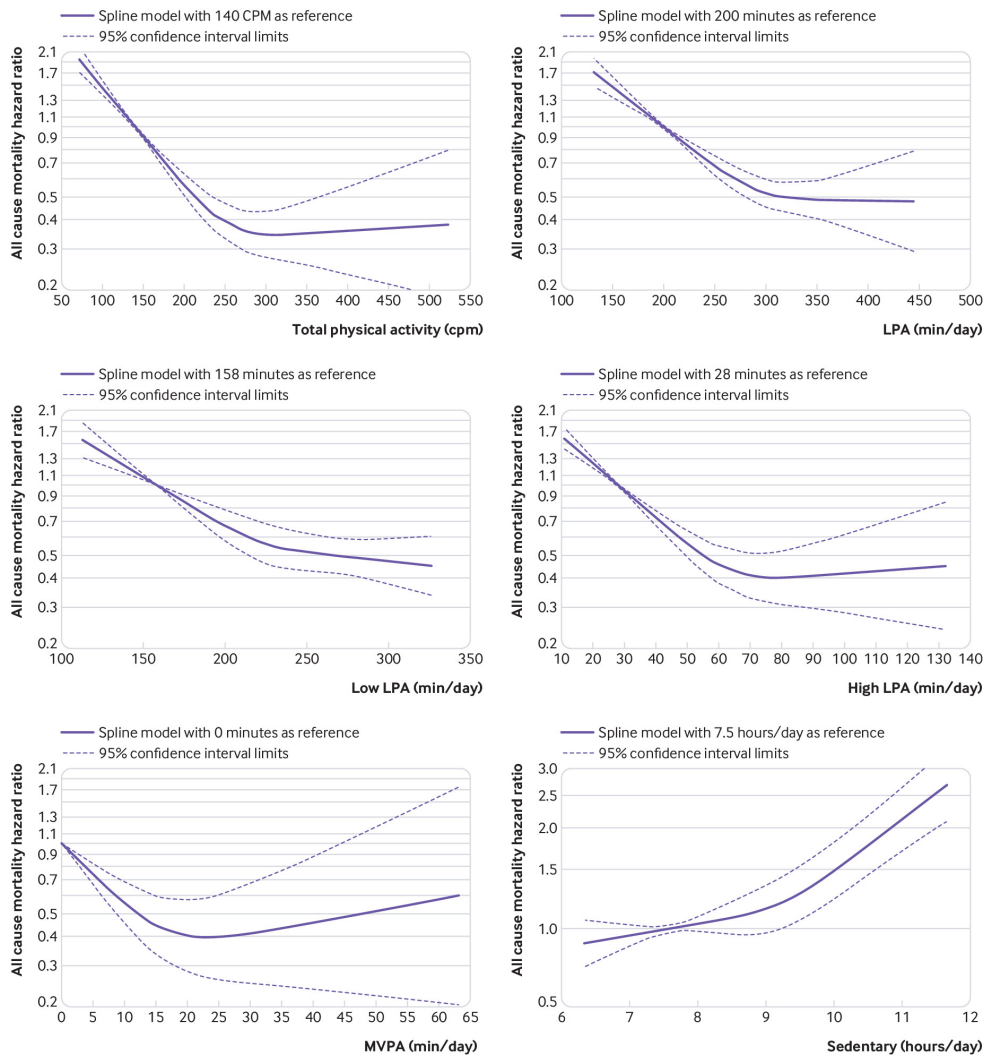 Spline model with 140 CPM as reference
95% confidence interval limits
All cause mortality hazard ratio
2.1
1.7
1.3
1.1
0.9
0.7
0.5
0.4
0.3
0.2
50 100 150 200 250 300 350 400 450 500 550
Total physical activity (cpm)
Spline model with 200 minutes as reference
95% confidence interval limits
All cause mortality hazard ratio
2.1
1.7
1.3
1.1
0.9
0.7
0.5
0.4
0.3
0.2
100 150 200 250 300 350 400 450 500
LPA (min/day)
Spline model with 158 minutes as reference
95% confidence interval limits
All cause mortality hazard ratio
2.1
1.7
1.3
1.1
0.9
0.7
0.5
0.4
0.3
0.2
100 150 200 250 300 350
Low LPA (min/day)
Spline model with 28 minutes as reference
95% confidence interval limits
All cause mortality hazard ratio
2.1
1.7
1.3
1.1
0.9
0.7
0.5
0.4
0.3
0.2
10 20 30 40 50 60 70 80 90 100 110 120 130 140
High LPA (min/day)
Spline model with 0 minutes as reference
95% confidence interval limits
All cause mortality hazard ratio
2.1
1.7
1.3
1.1
0.9
0.7
0.5
0.4
0.3
0.2
0 5 10 15 20 25 30 35 40 45 50 55 60 65
MVPA (min/day)
Spline model with 7.5 hours/day as reference
95% confidence interval limits
All cause mortality hazard ratio
3.0
2.5
2.0
1.5
1.0
0.5
6 7 8 9 10 11 12
Sedentary (hours/day)